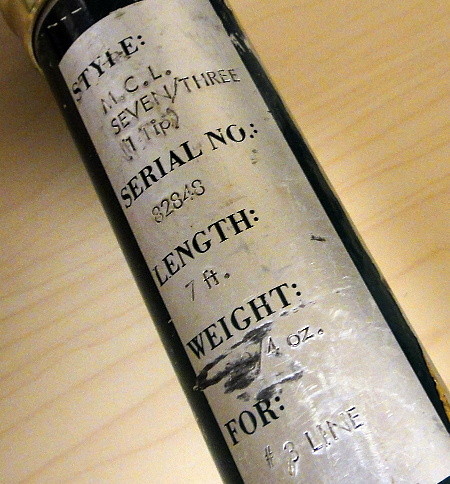 STYLE:
M.C.L.
SEVEN/THREE
(1 Tip)
SERIAL NO.:
82848
LENGTH:
7 ft.
WEIGHT:
4 oz.
FOR:
# 3 LINE